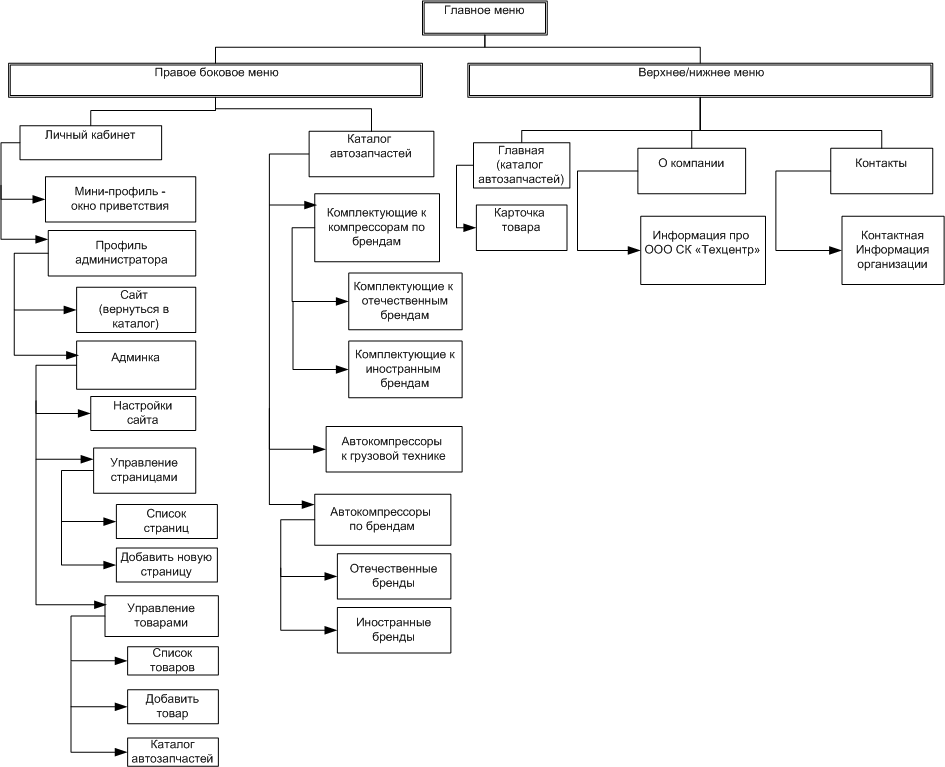 Главное меню
Правое боковое меню
Верхнее/нижнее меню
Личный кабинет
Мини-профиль -
окно приветствия
Профиль
администратора
Сайт
(вернуться в
каталог)
Админка
Настройки
сайта
Управление
страницами
Список
страниц
Добавить новую
страницу
Управление
товарами
Список
товаров
Добавить
товар
Каталог
автозапчастей
Каталог
автозапчастей
Комплектующие к
компрессорам по
брендам
Комплектующие к
отечественным
брендам
Комплектующие к
иностранным
брендам
Автокомпрессоры
к грузовой технике
Автокомпрессоры
по брендам
Отечественные
бренды
Иностранные
бренды
Главная
(каталог
автозапчастей)
Карточка
товара
О компании
Информация про
ООО СК «Техцентр»
Контакты
Контактная
Информация
организации